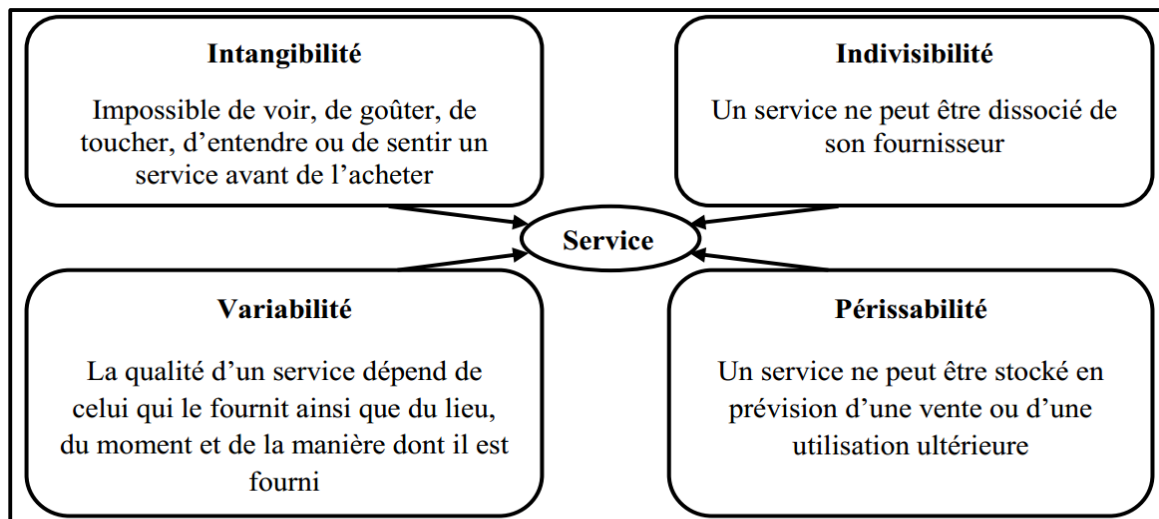 Intangibilité
Impossible de voir, de goûter, de
toucher, d'entendre ou de sentir un
service avant de l'acheter
Indivisibilité
Un service ne peut être dissocié de
son fournisseur
Service
Variabilité
La qualité d'un service dépend de
celui qui le fournit ainsi que du lieu,
du moment et de la manière dont il est
fourni
Périssabilité
Un service ne peut être stocké en
prévision d'une vente ou d'une
utilisation ultérieure